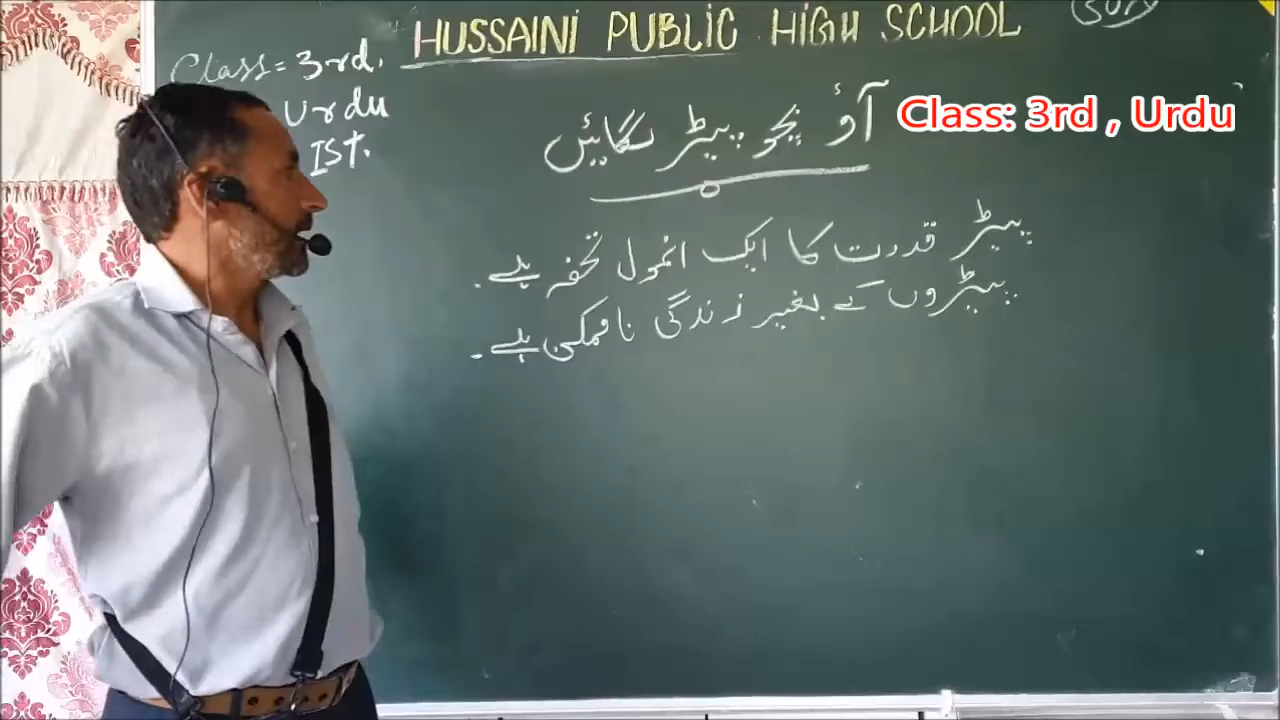 HUSSAINI PUBLIC HIGH SCHOOL
Class = 3rd.
Urdu
IST.
Class: 3rd , Urdu
آؤ بچو پیڑ لگائیں
پیڑ قدرت کا ایک انمول تحفہ ہے۔
پیڑوں کے بغیر زندگی ناممکن ہے۔